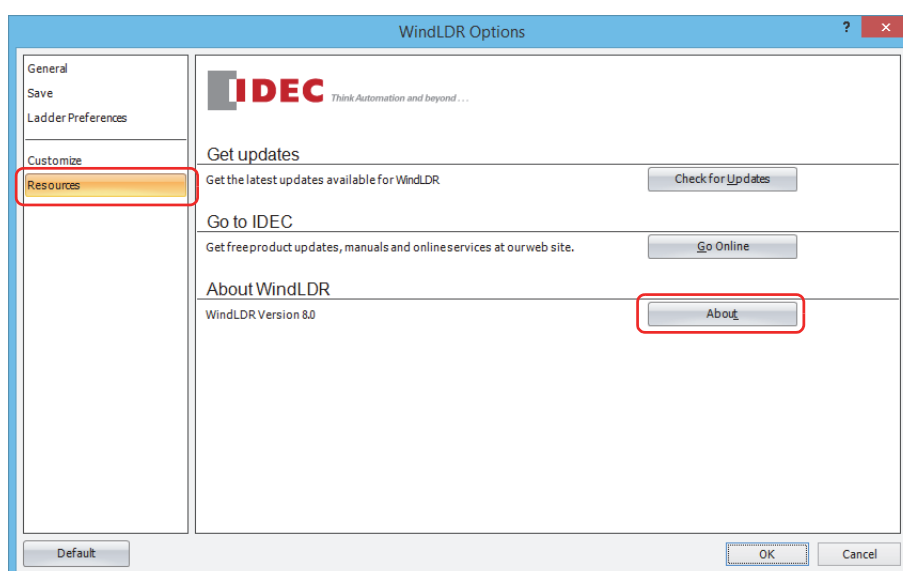 WindLDR Options
?
×
General
Save
Ladder Preferences
Customize
Resources
IDEC Think Automation and beyond...
Get updates
Get the latest updates available for WindLDR
Check for Updates
Go to IDEC
Get free product updates, manuals and online services at our web site.
Go Online
About WindLDR
WindLDR Version 8.0
About
Default
OK
Cancel